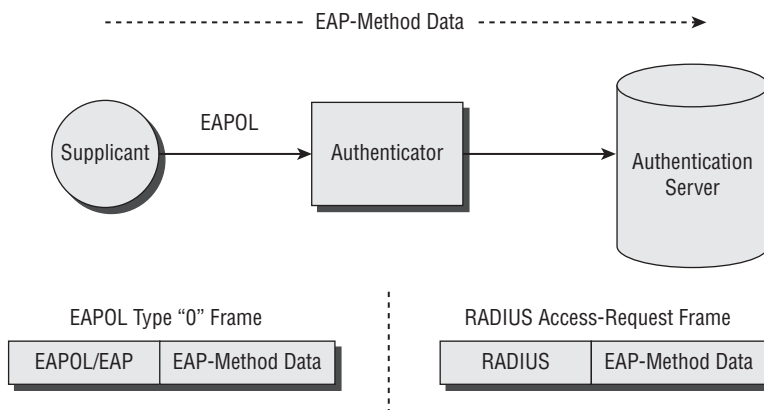 EAP-Method Data
EAPOL
Supplicant
Authenticator
Authentication
Server
EAPOL Type “0” Frame
RADIUS Access-Request Frame
EAPOL/EAP
EAP-Method Data
RADIUS
EAP-Method Data